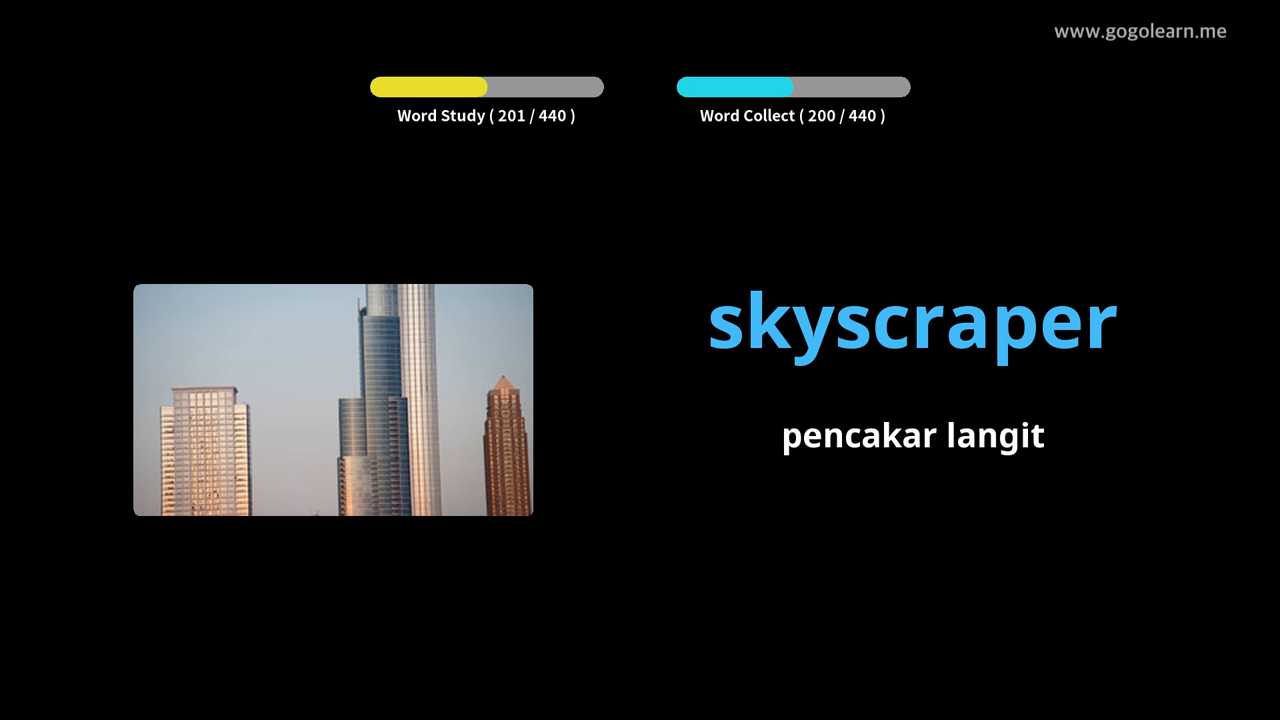 www.gogolearn.me
Word Study ( 201 / 440 )
Word Collect ( 200 / 440 )
skyscraper
pencakar langit